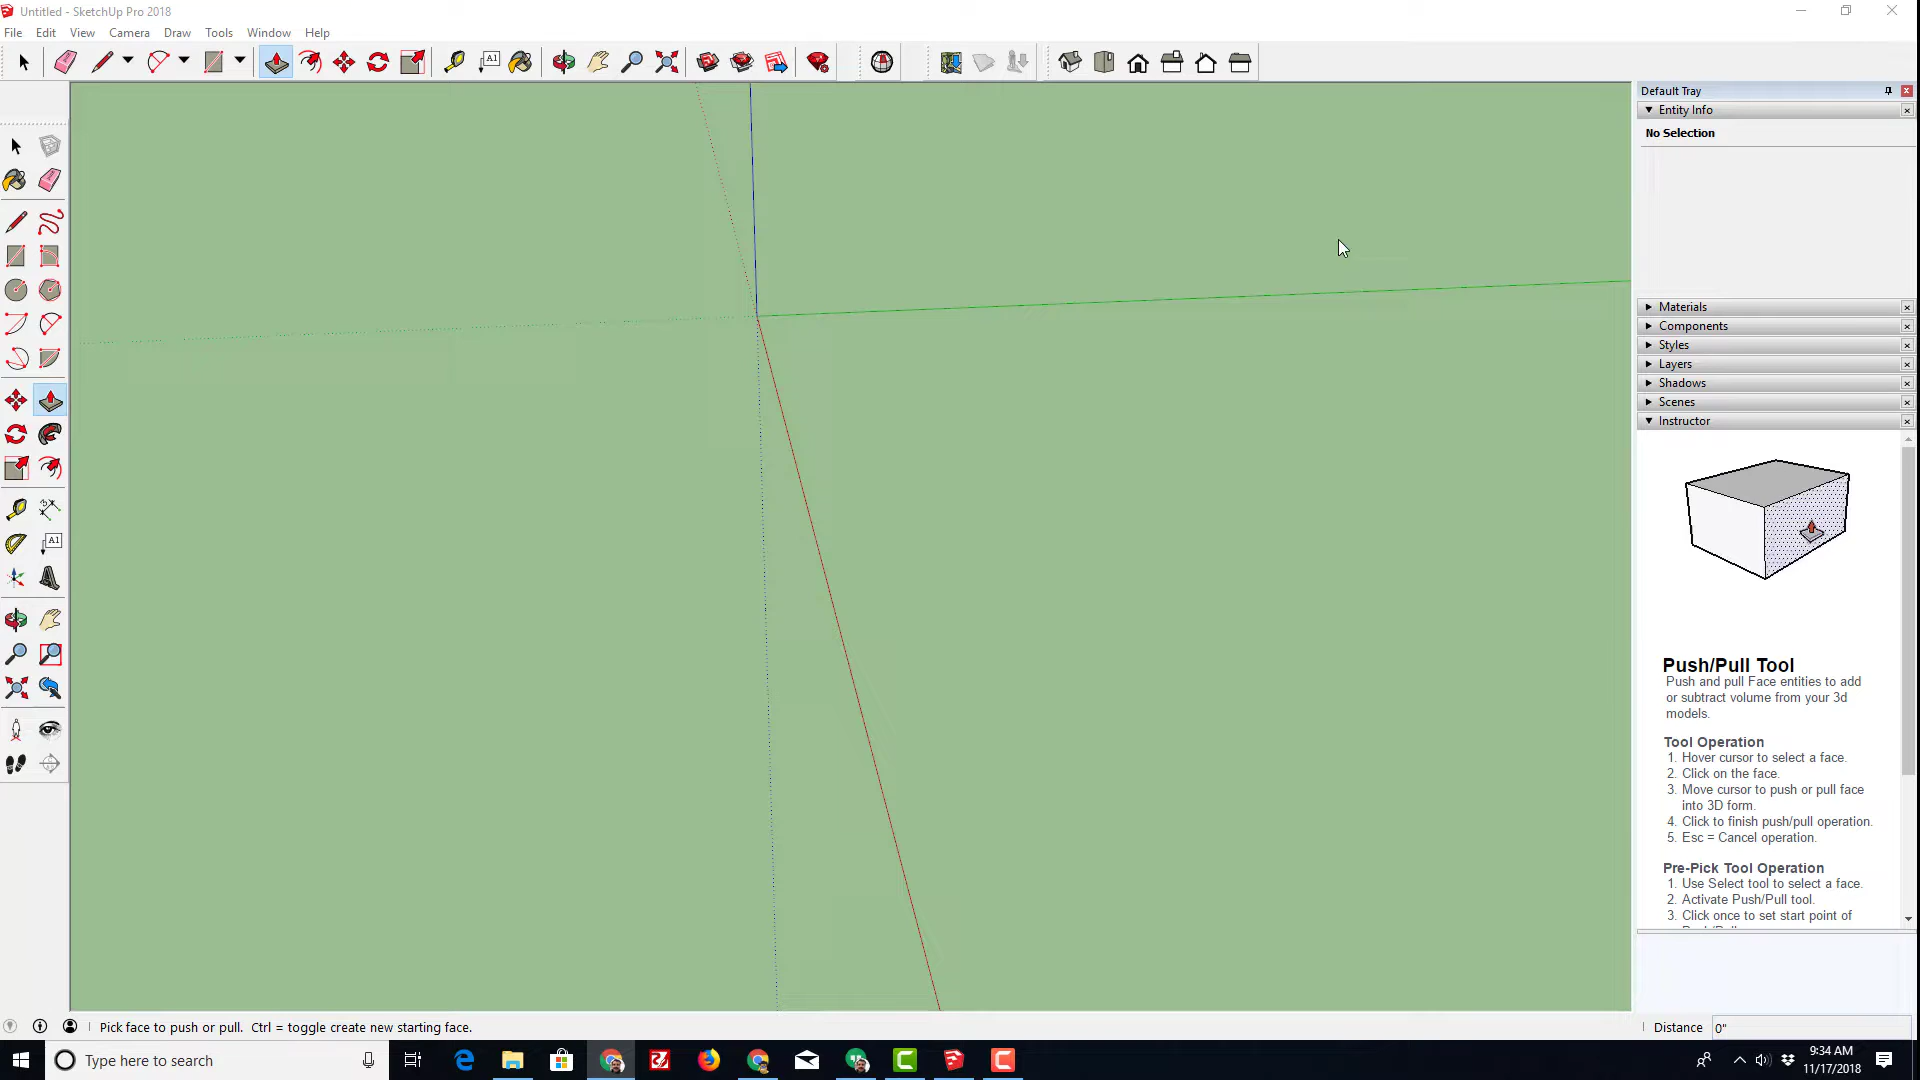 Untitled - SketchUp Pro 2018
File Edit View Camera Draw Tools Window Help
A1
Default Tray
Entity Info
No Selection
A1
Materials
Components
Styles
Layers
Shadows
Scenes
Instructor
Push/Pull Tool
Push and pull Face entities to add
or subtract volume from your 3d
models.
Tool Operation
1. Hover cursor to select a face.
2. Click on the face.
3. Move cursor to push or pull face
into 3D form.
4. Click to finish push/pull operation.
5. Esc = Cancel operation.
Pre-Pick Tool Operation
1. Use Select tool to select a face.
2. Activate Push/Pull tool.
3. Click once to set start point of
Pick face to push or pull. Ctrl = toggle create new starting face.
Distance 0"
Type here to search
9:34 AM
11/17/2018